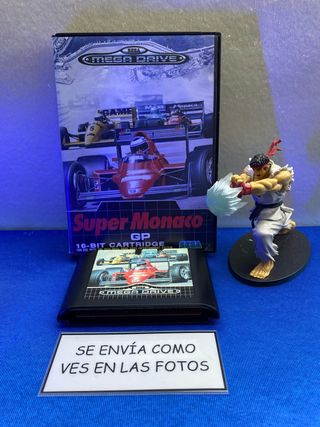 SEGA
MEGA DRIVE
GAME
Super Monaco
GP
16-BIT CARTRIDGE
SEGA
MEGA DRIVE
SE ENVÍA COMO
VES EN LAS FOTOS